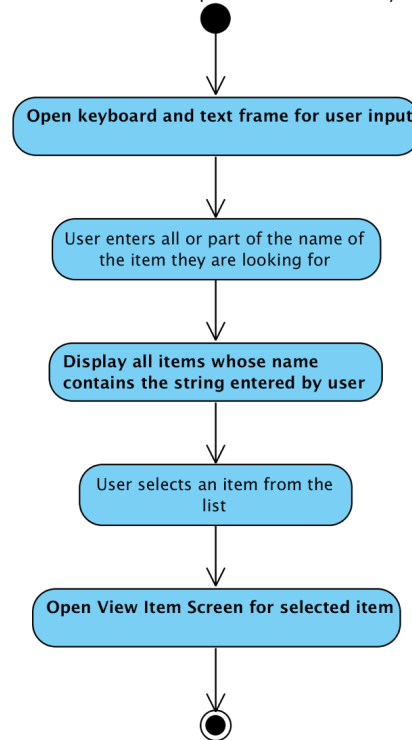 Open keyboard and text frame for user input
User enters all or part of the name of
the item they are looking for
Display all items whose name
contains the string entered by user
User selects an item from the
list
Open View Item Screen for selected item